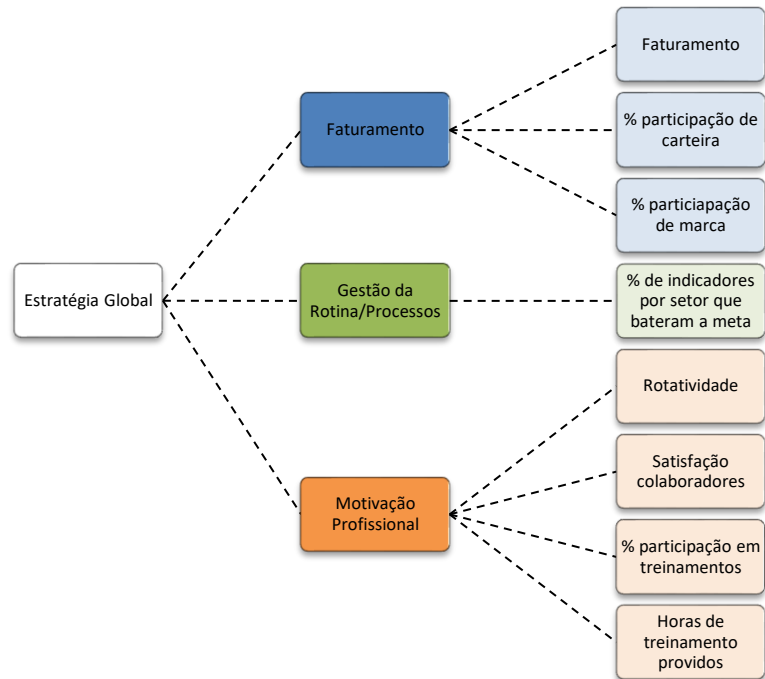 Estratégia Global
Faturamento
Gestão da
Rotina/Processos
Motivação
Profissional
Faturamento
% participação de
carteira
% particiapação
de marca
% de indicadores
por setor que
bateram a meta
Rotatividade
Satisfação
colaboradores
% participação em
treinamentos
Horas de
treinamento
providos